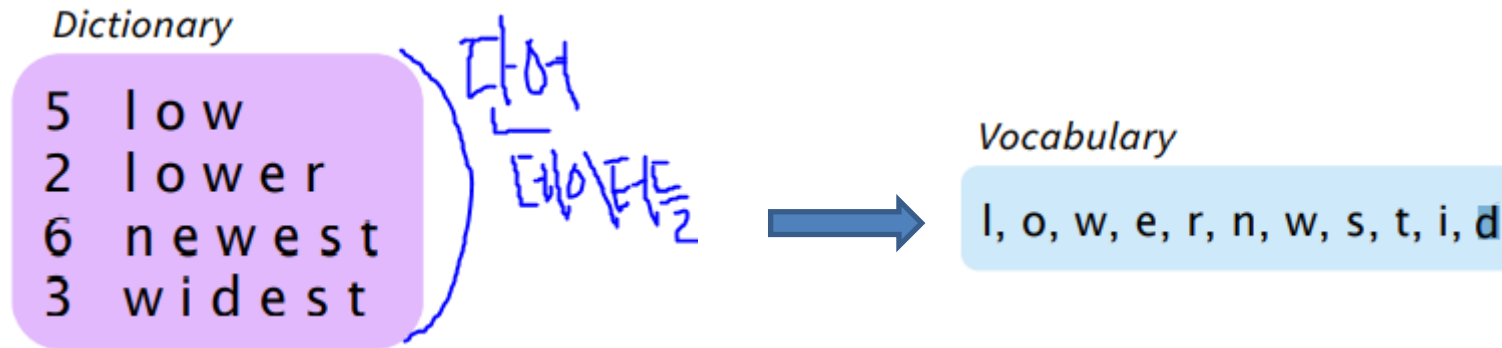 Dictionary
5 l o w
2 l o w e r
6 n e w e s t
3 w i d e s t
단어
데이터들
Vocabulary
l, o, w, e, r, n, w, s, t, i, d